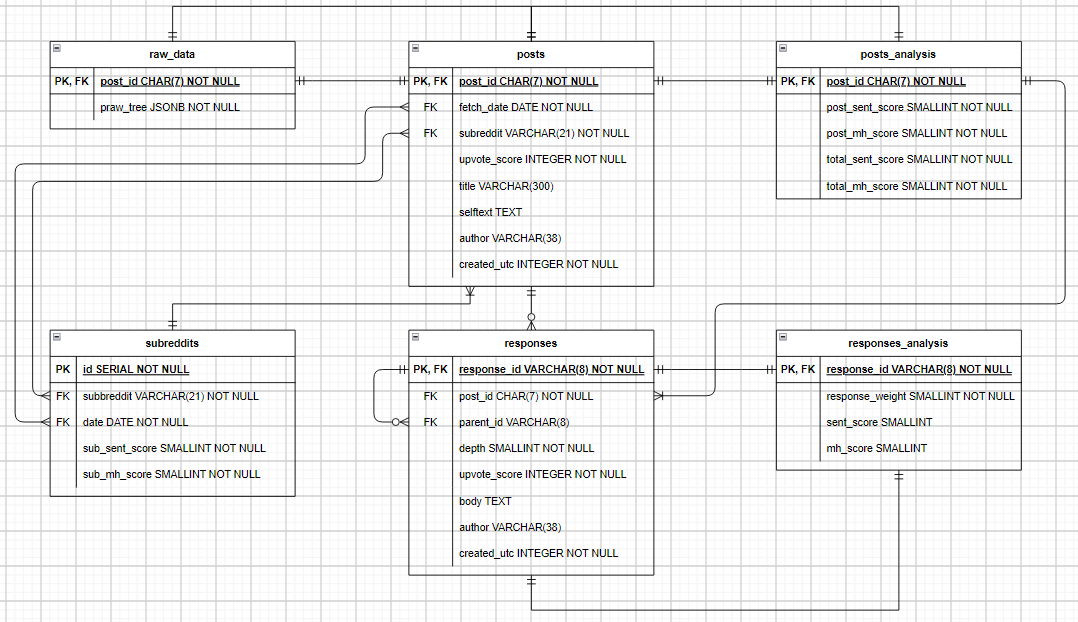 raw_data
PK, FK post_id CHAR(7) NOT NULL
praw_tree JSONB NOT NULL
posts
PK, FK post_id CHAR(7) NOT NULL
FK fetch_date DATE NOT NULL
FK subreddit VARCHAR(21) NOT NULL
upvote_score INTEGER NOT NULL
title VARCHAR(300)
selftext TEXT
author VARCHAR(38)
created_utc INTEGER NOT NULL
posts_analysis
PK, FK post_id CHAR(7) NOT NULL
post_sent_score SMALLINT NOT NULL
post_mh_score SMALLINT NOT NULL
total_sent_score SMALLINT NOT NULL
total_mh_score SMALLINT NOT NULL
subreddits
PK id SERIAL NOT NULL
FK subbreddit VARCHAR(21) NOT NULL
FK date DATE NOT NULL
sub_sent_score SMALLINT NOT NULL
sub_mh_score SMALLINT NOT NULL
responses
PK, FK response_id VARCHAR(8) NOT NULL
FK post_id CHAR(7) NOT NULL
FK parent_id VARCHAR(8)
depth SMALLINT NOT NULL
upvote_score INTEGER NOT NULL
body TEXT
author VARCHAR(38)
created_utc INTEGER NOT NULL
responses_analysis
PK, FK response_id VARCHAR(8) NOT NULL
response_weight SMALLINT NOT NULL
sent_score SMALLINT
mh_score SMALLINT